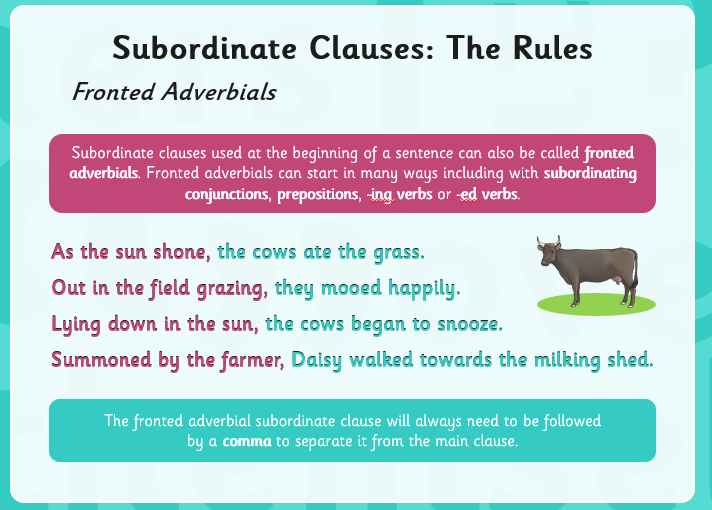 Subordinate Clauses: The Rules
Fronted Adverbials
Subordinate clauses used at the beginning of a sentence can also be called fronted
adverbials. Fronted adverbials can start in many ways including with subordinating
conjunctions, prepositions, -ing verbs or -ed verbs.
As the sun shone, the cows ate the grass.
Out in the field grazing, they mooed happily.
Lying down in the sun, the cows began to snooze.
Summoned by the farmer, Daisy walked towards the milking shed.
The fronted adverbial subordinate clause will always need to be followed
by a comma to separate it from the main clause.